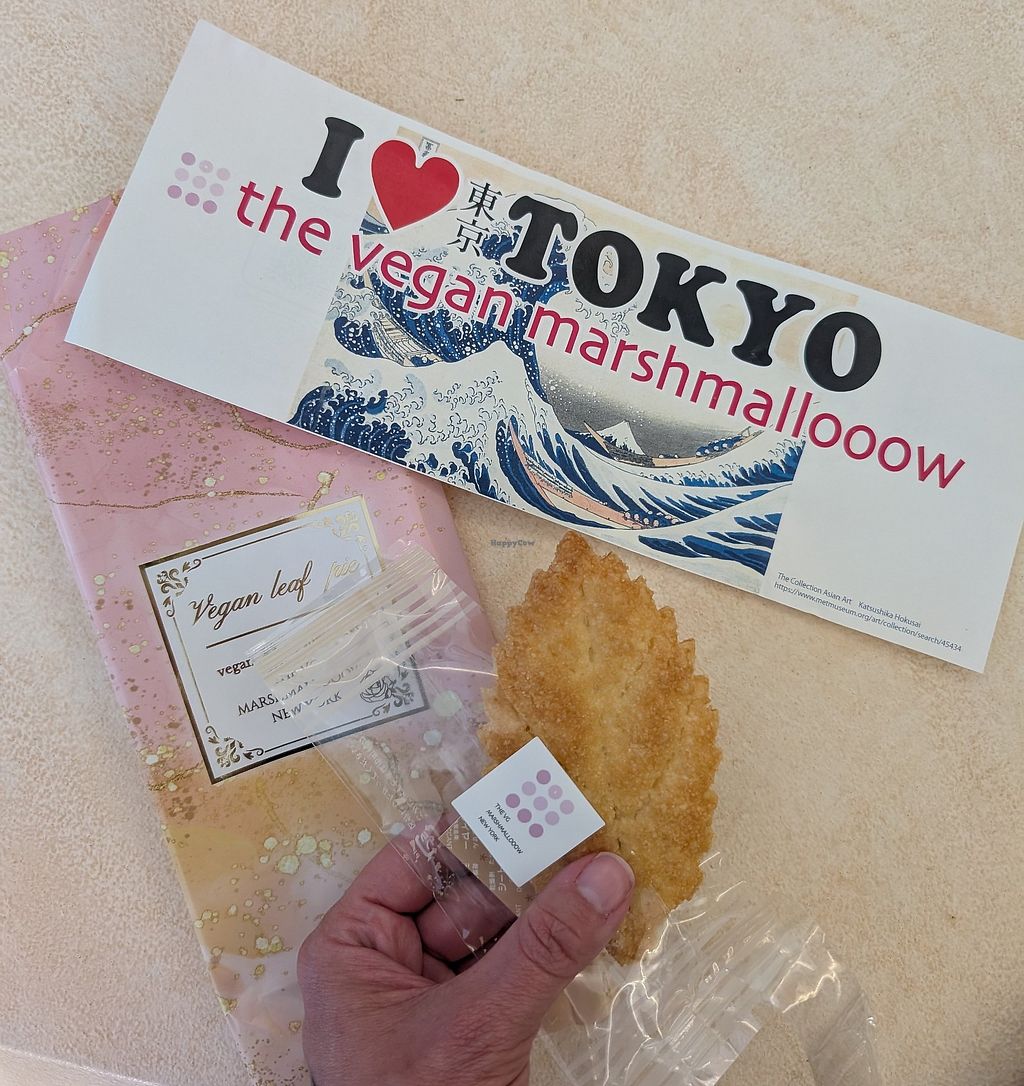 I ♥ 東京 TOKYO
the vegan marshmallooow
The Collection Asian Art Katsushika Hokusai
https://www.metmuseum.org/art/collection/search/45434
HappyCow
Vegan leaf pie
vegan
NEW YORK
THE VG
MARSHMALLOOOW
NEW YORK